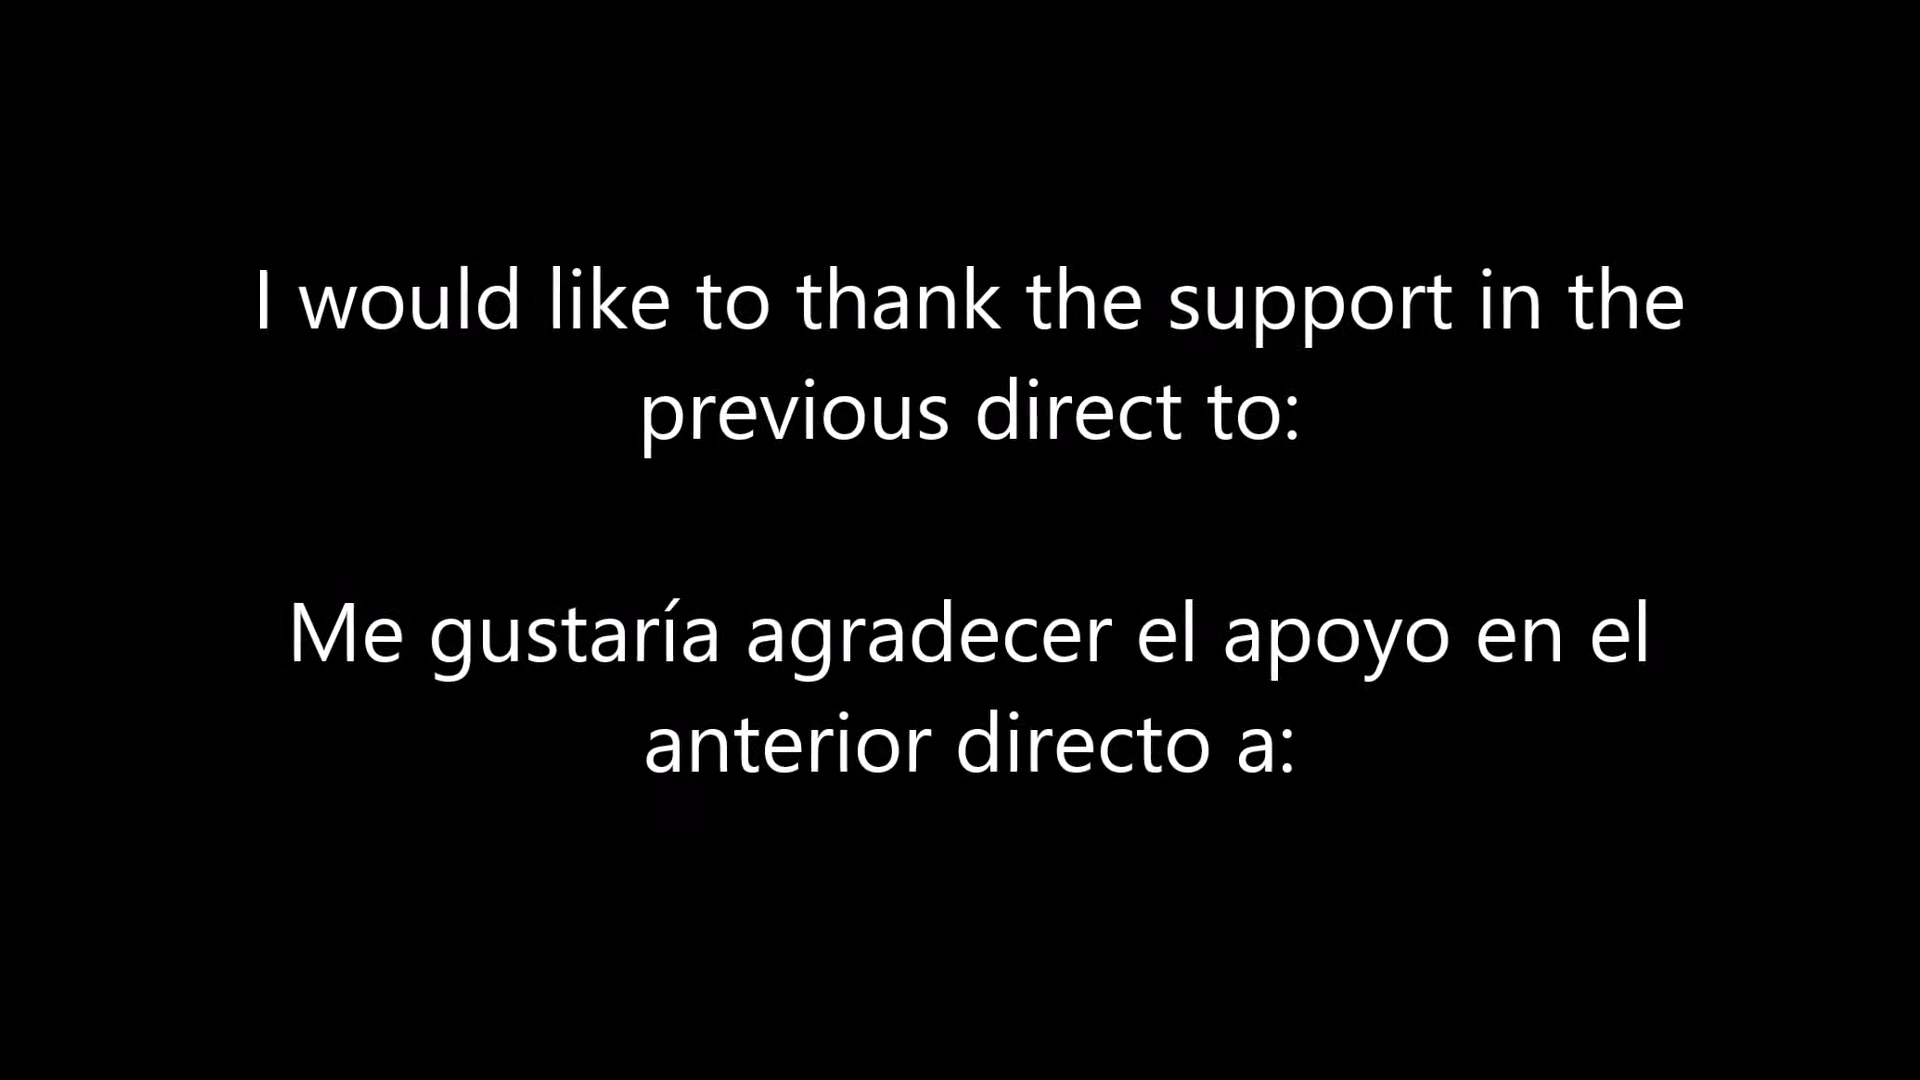 I would like to thank the support in the
previous direct to:
Me gustaría agradecer el apoyo en el
anterior directo a: